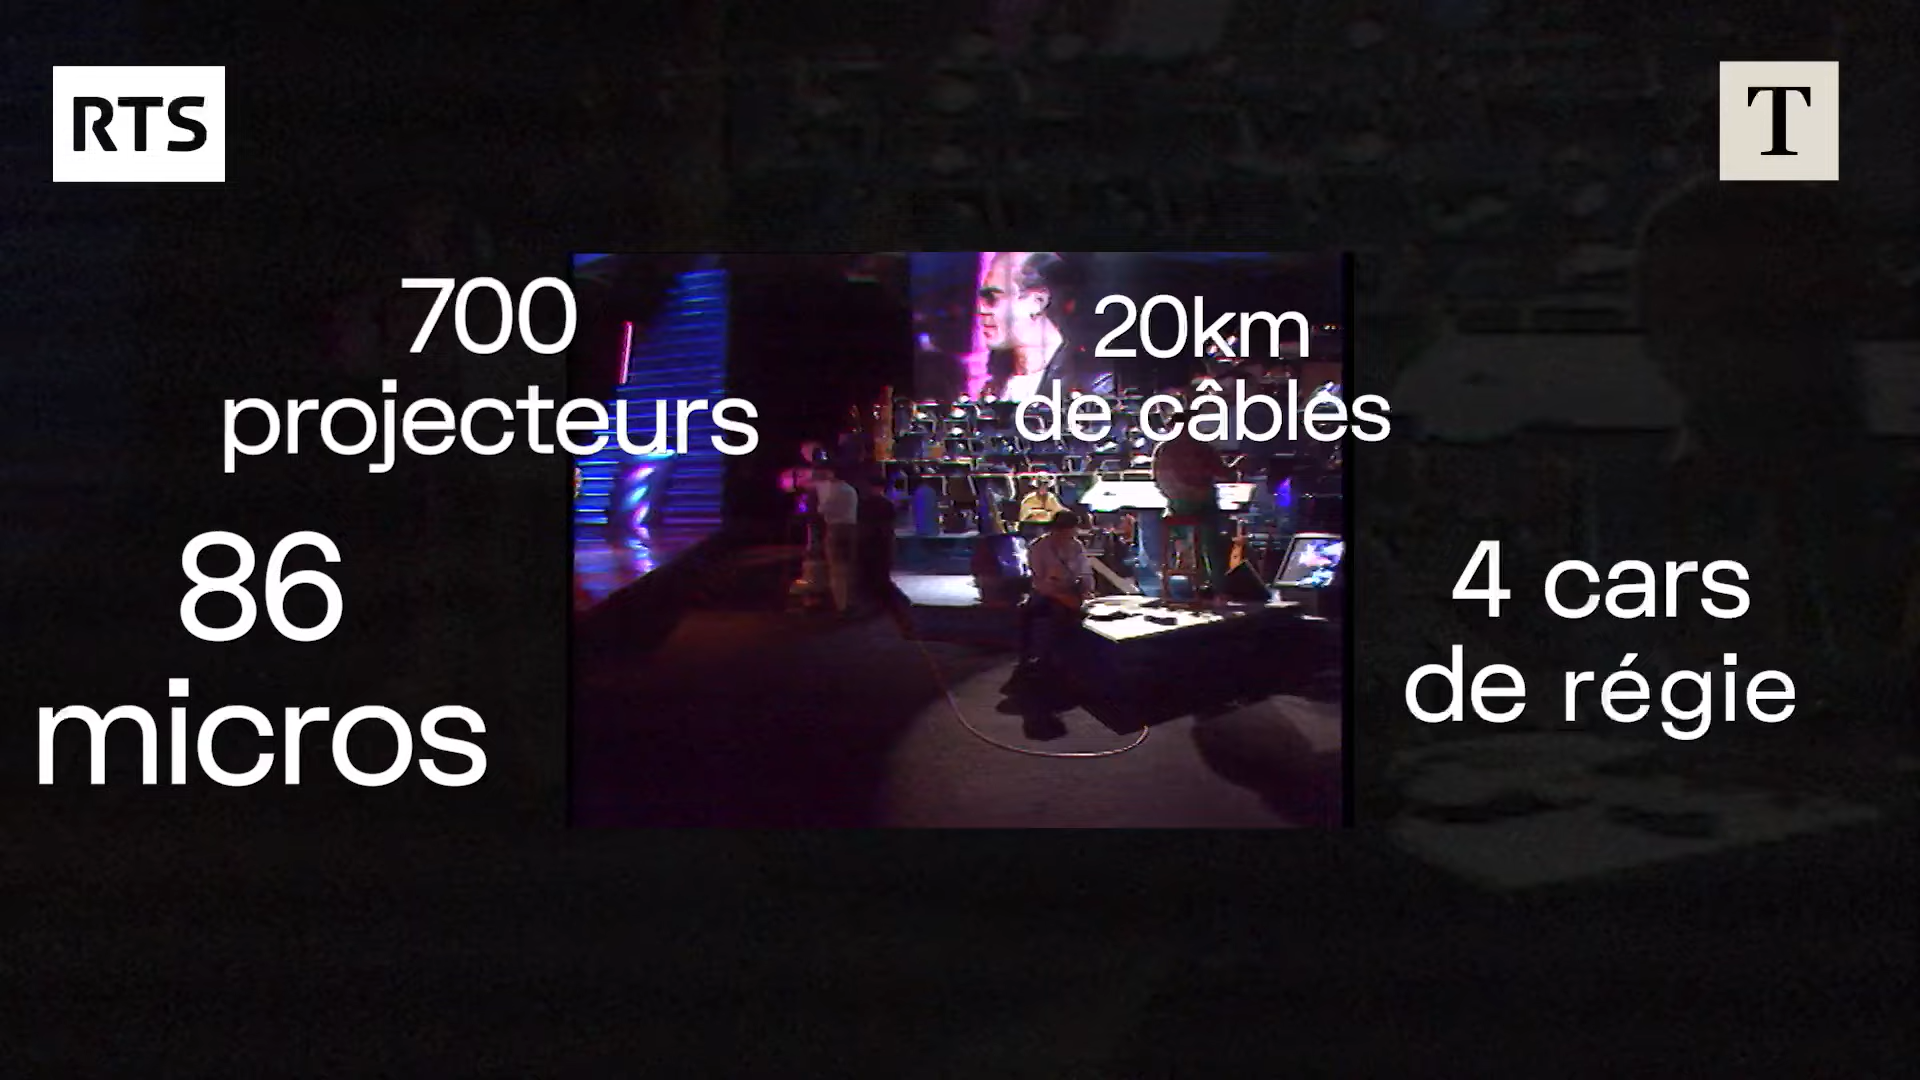 RTS
T
700
projecteurs
20km
de câbles
86
micros
4 cars
de régie